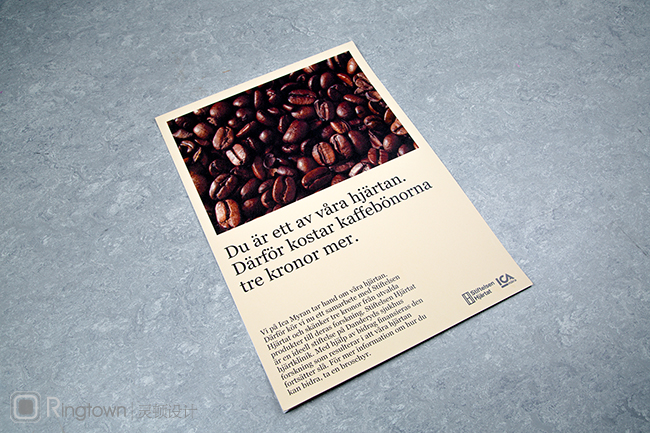 Du är ett av våra hjärtan.
Därför kostar kaffebönorna
tre kronor mer.
Vi på Ica Myran tar hand om våra hjärtan.
Därför kör vi nu ett samarbete med Stiftelsen
Hjärtat och skänker tre kronor från utvalda
produkter till deras forskning. Stiftelsen Hjärtat
är en ideell stiftelse på Danderyds sjukhus
hjärtklinik. Med hjälp av bidrag finansieras den
forskning som resulterar i att våra hjärtan
fortsätter slå. För mer information om hur du
kan bidra, ta en broschyr.
Stiftelsen
Hjärtat
ICA
Ringtown 灵顿设计